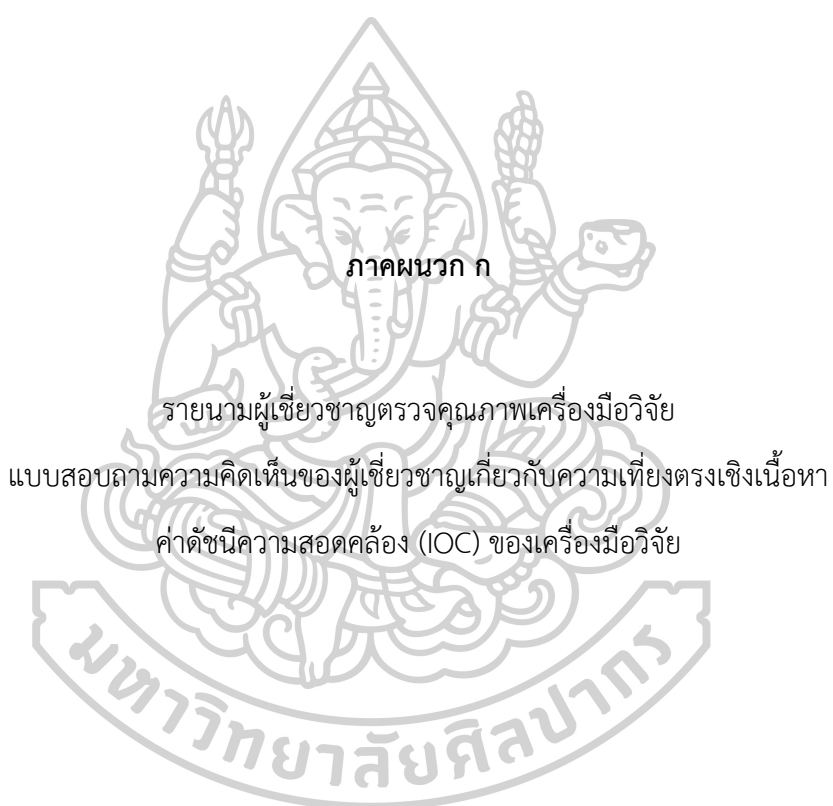 ภาคผนวก ก
รายนามผู้เชี่ยวชาญตรวจคุณภาพเครื่องมือวิจัย
แบบสอบถามความคิดเห็นของผู้เชี่ยวชาญเกี่ยวกับความเที่ยงตรงเชิงเนื้อหา
ค่าดัชนีความสอดคล้อง (IOC) ของเครื่องมือวิจัย
มหาวิทยาลัยศิลปากร